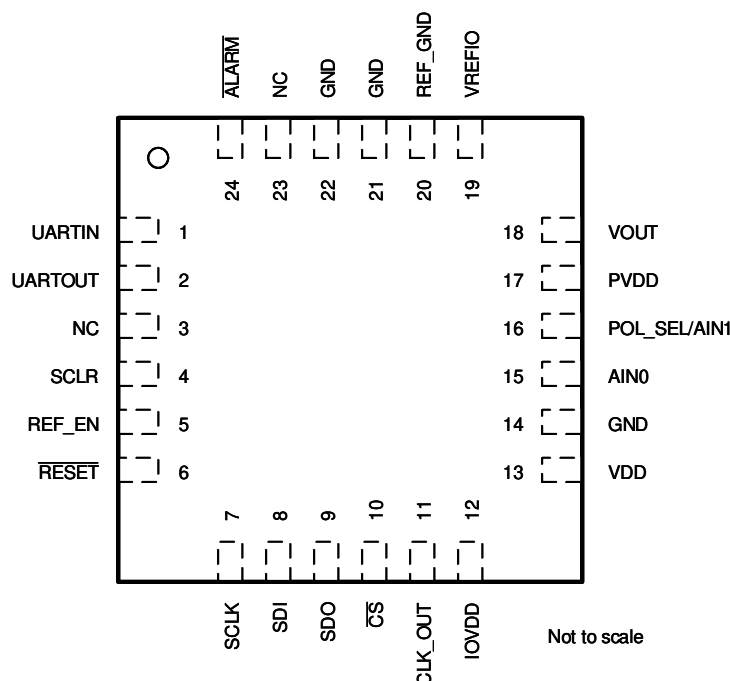 ALARM
NC
GND
GND
REF_GND
VREFIO
24
23
22
21
20
19
UARTIN 1
UARTOUT 2
NC 3
SCLR 4
REF_EN 5
RESET 6
18 VOUT
17 PVDD
16 POL_SEL/AIN1
15 AIN0
14 GND
13 VDD
7
8
9
10
11
12
SCLK
SDI
SDO
CS
CLK_OUT
IOVDD
Not to scale